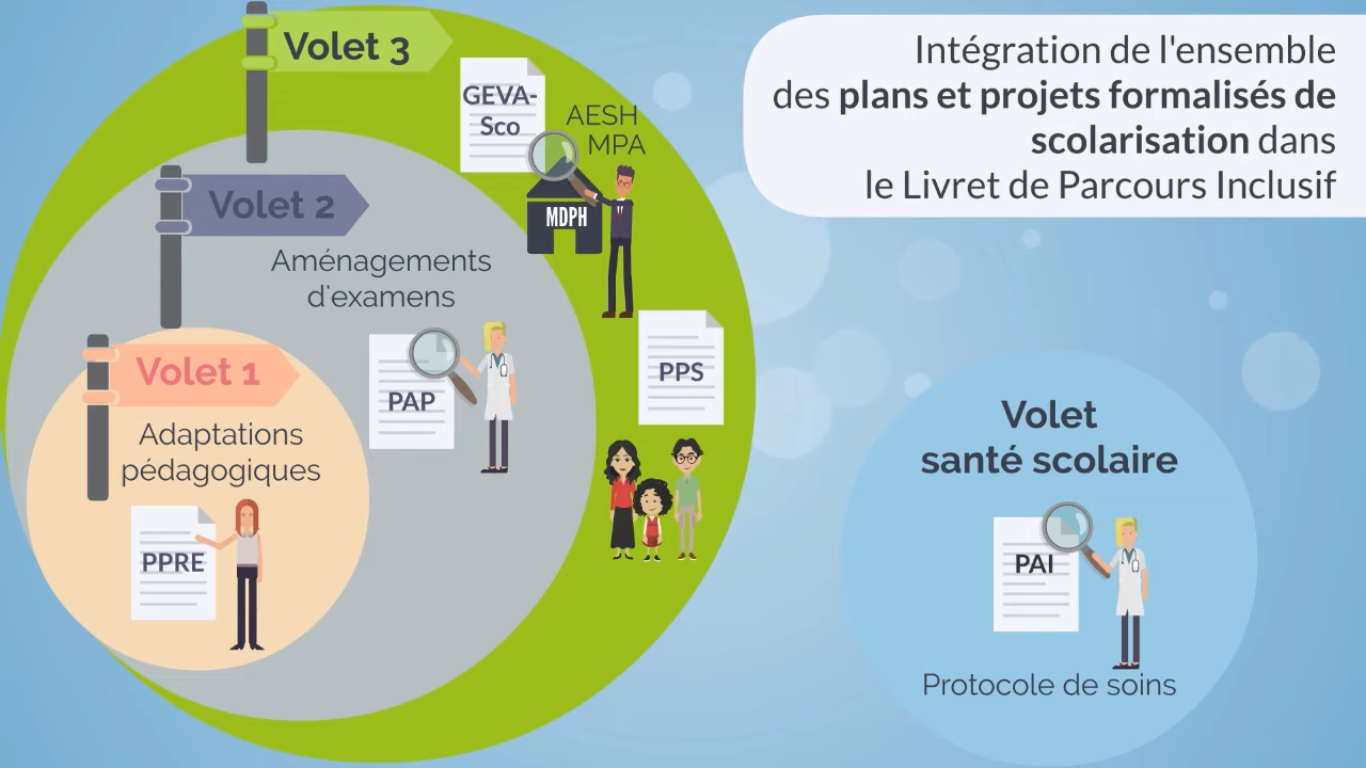 Intégration de l'ensemble
des plans et projets formalisés de
scolarisation dans
le Livret de Parcours Inclusif
Volet 3
GEVA-
Sco
AESH
MPA
MDPH
PPS
Volet 2
Aménagements
d'examens
PAP
Volet 1
Adaptations
pédagogiques
PPRE
Volet
santé scolaire
PAI
Protocole de soins